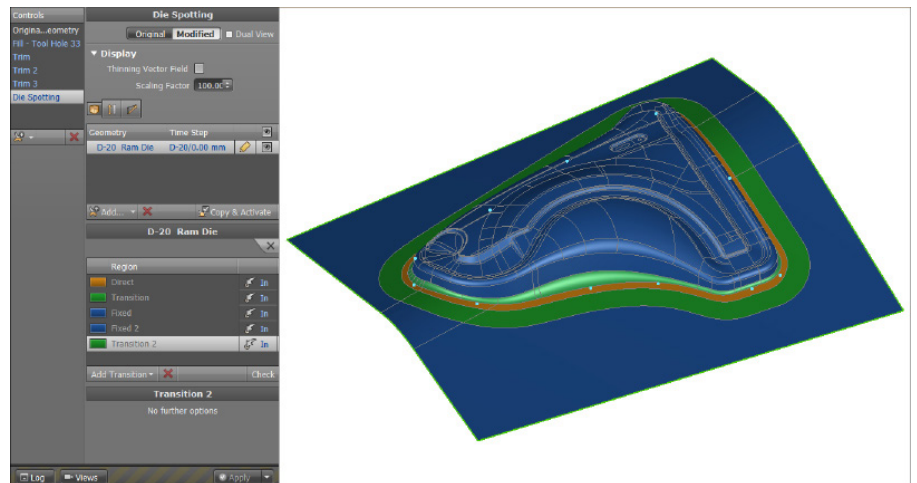 Controls
Origina...eometry
Fill - Tool Hole 33
Trim
Trim 2
Trim 3
Die Spotting
Die Spotting
Original Modified Dual View
Display
Thinning Vector Field
Scaling Factor 100.00
Geometry Time Step
D-20 Ram Die D-20/0.00 mm
Add... Copy & Activate
D-20 Ram Die
Region
Direct In
Transition In
Fixed In
Fixed 2 In
Transition 2 In
Add Transition Check
Transition 2
No further options
Log Views Apply